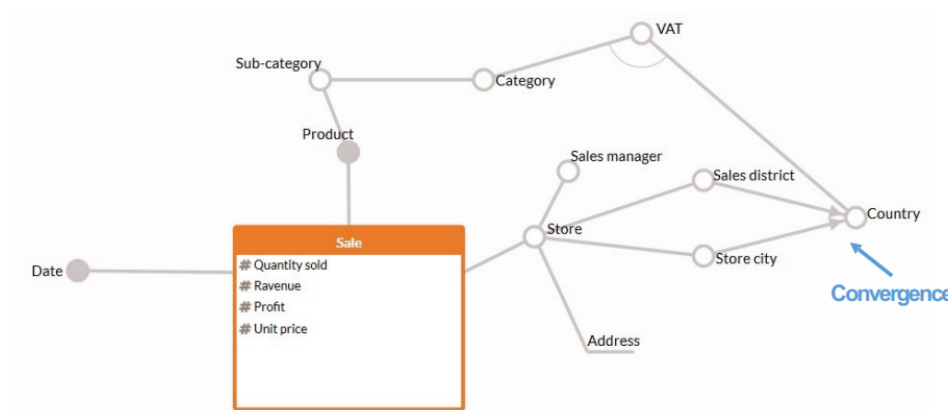 VAT
Sub-category
Category
Product
Sales manager
Sales district
Country
Store
Sale
Store city
Date
# Quantity sold
# Ravenue
# Profit
# Unit price
Convergence
Address